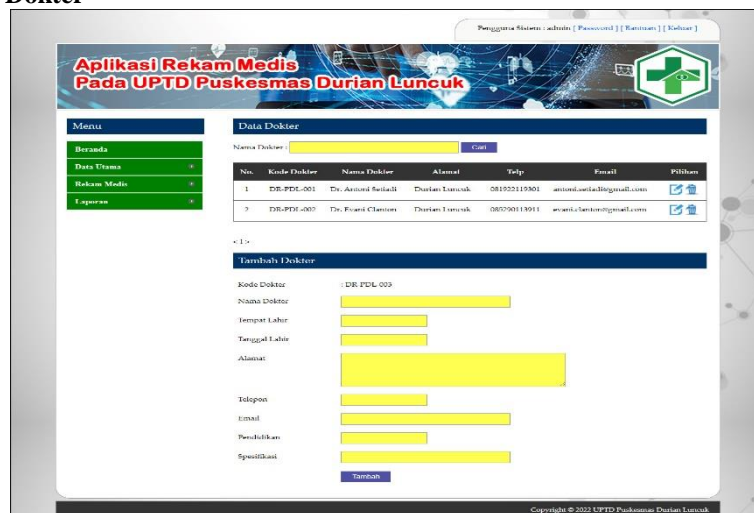 Dokter
Pengguna Sistem : admin [ Password ] [ Bantuan ] [ Keluar ]
Aplikasi Rekam Medis
Pada UPTD Puskesmas Durian Luncuk
Menu
Beranda
Data Utama
Rekam Medis
Laporan
Data Dokter
Nama Dokter : Cari
No. Kode Dokter Nama Dokter Alamat Telp Email Pilihan
1 DR-PDL-001 Dr. Antoni Setiadi Durian Luncuk 081922119301 antoni.setiadi@gmail.com
2 DR-PDL-002 Dr. Evani Clanton Durian Luncuk 089290113911 evani.clanton@gmail.com
< 1 >
Tambah Dokter
Kode Dokter : DR-PDL-003
Nama Dokter
Tempat Lahir
Tanggal Lahir
Alamat
Telepon
Email
Pendidikan
Spesifikasi
Tambah
Copyright © 2022 UPTD Puskesmas Durian Luncuk